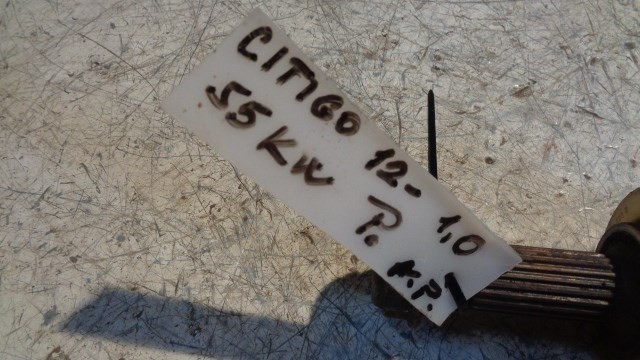 CITIGO 12- 1,0
55 KW P. K.P.